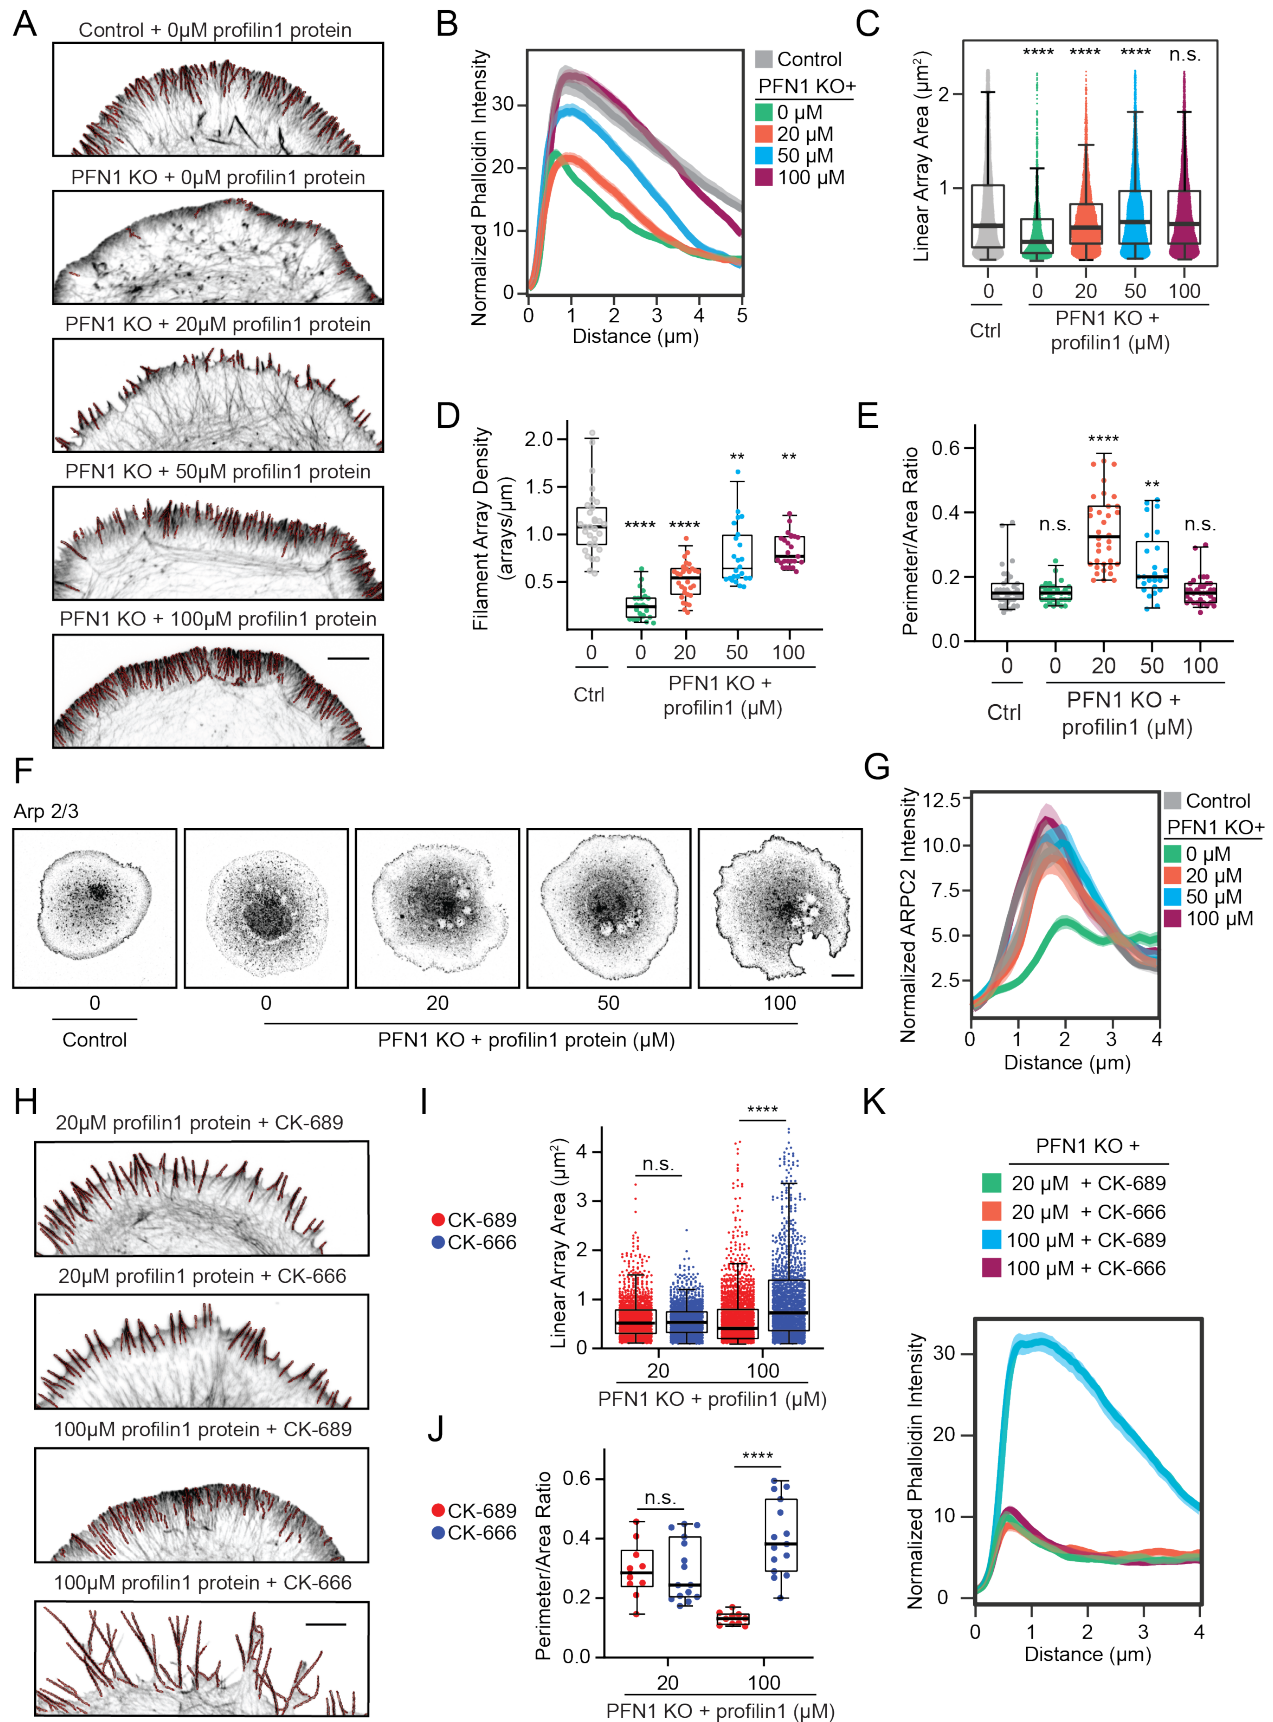 A
Control + 0µM profilin1 protein
PFN1 KO + 0µM profilin1 protein
PFN1 KO + 20µM profilin1 protein
PFN1 KO + 50µM profilin1 protein
PFN1 KO + 100µM profilin1 protein
B
Normalized Phalloidin Intensity
30
20
10
0
0 1 2 3 4 5
Distance (µm)
Control
PFN1 KO+
0 µM
20 µM
50 µM
100 µM
C
Linear Array Area (µm²)
2
1
**** **** **** n.s.
0 0 20 50 100
Ctrl
PFN1 KO +
profilin1 (µM)
D
Filament Array Density
(arrays/µm)
2.0
1.5
1.0
0.5
**** **** ** **
0 0 20 50 100
Ctrl
PFN1 KO +
profilin1 (µM)
E
Perimeter/Area Ratio
0.6
0.4
0.2
0.0
n.s. **** ** n.s.
0 0 20 50 100
Ctrl
PFN1 KO +
profilin1 (µM)
F
Arp 2/3
0 0 20 50 100
Control
PFN1 KO + profilin1 protein (µM)
G
Normalized ARPC2 Intensity
12.5
10.0
7.5
5.0
2.5
0 1 2 3 4
Distance (µm)
Control
PFN1 KO+
0 µM
20 µM
50 µM
100 µM
H
20µM profilin1 protein + CK-689
20µM profilin1 protein + CK-666
100µM profilin1 protein + CK-689
100µM profilin1 protein + CK-666
I
CK-689
CK-666
Linear Array Area (µm²)
4
3
2
1
0
n.s. ****
20 100
PFN1 KO + profilin1 (µM)
J
CK-689
CK-666
Perimeter/Area Ratio
0.6
0.4
0.2
0.0
n.s. ****
20 100
PFN1 KO + profilin1 (µM)
K
PFN1 KO +
20 µM + CK-689
20 µM + CK-666
100 µM + CK-689
100 µM + CK-666
Normalized Phalloidin Intensity
30
20
10
0
0 1 2 3 4
Distance (µm)